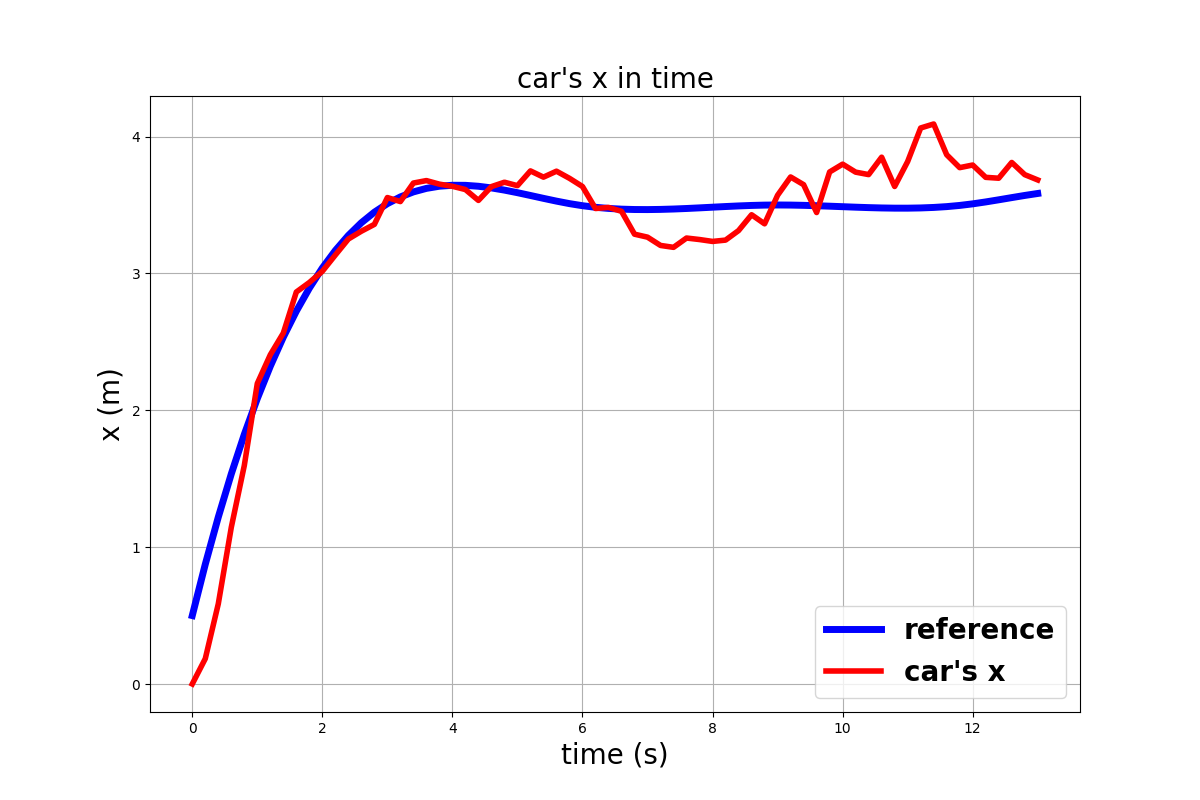 car's x in time
x (m)
4
3
2
1
0
0 2 4 6 8 10 12
time (s)
reference
car's x